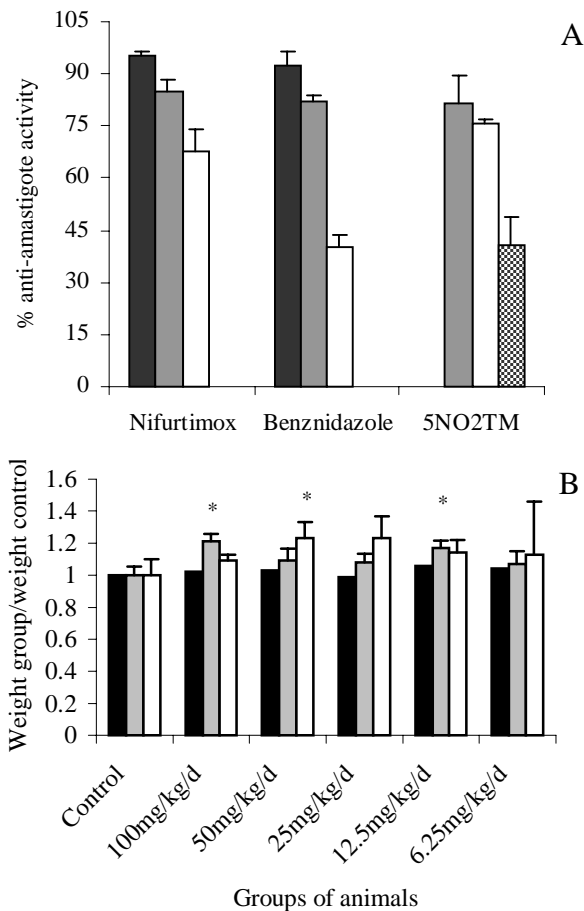 A
% anti-amastigote activity
105
90
75
60
45
30
15
0
Nifurtimox Benznidazole 5NO2TM
B
Weight group/weight control
1.6
1.4
1.2
1
0.8
0.6
0.4
0.2
0
* * *
Control
100mg/kg/d
50mg/kg/d
25mg/kg/d
12.5mg/kg/d
6.25mg/kg/d
Groups of animals